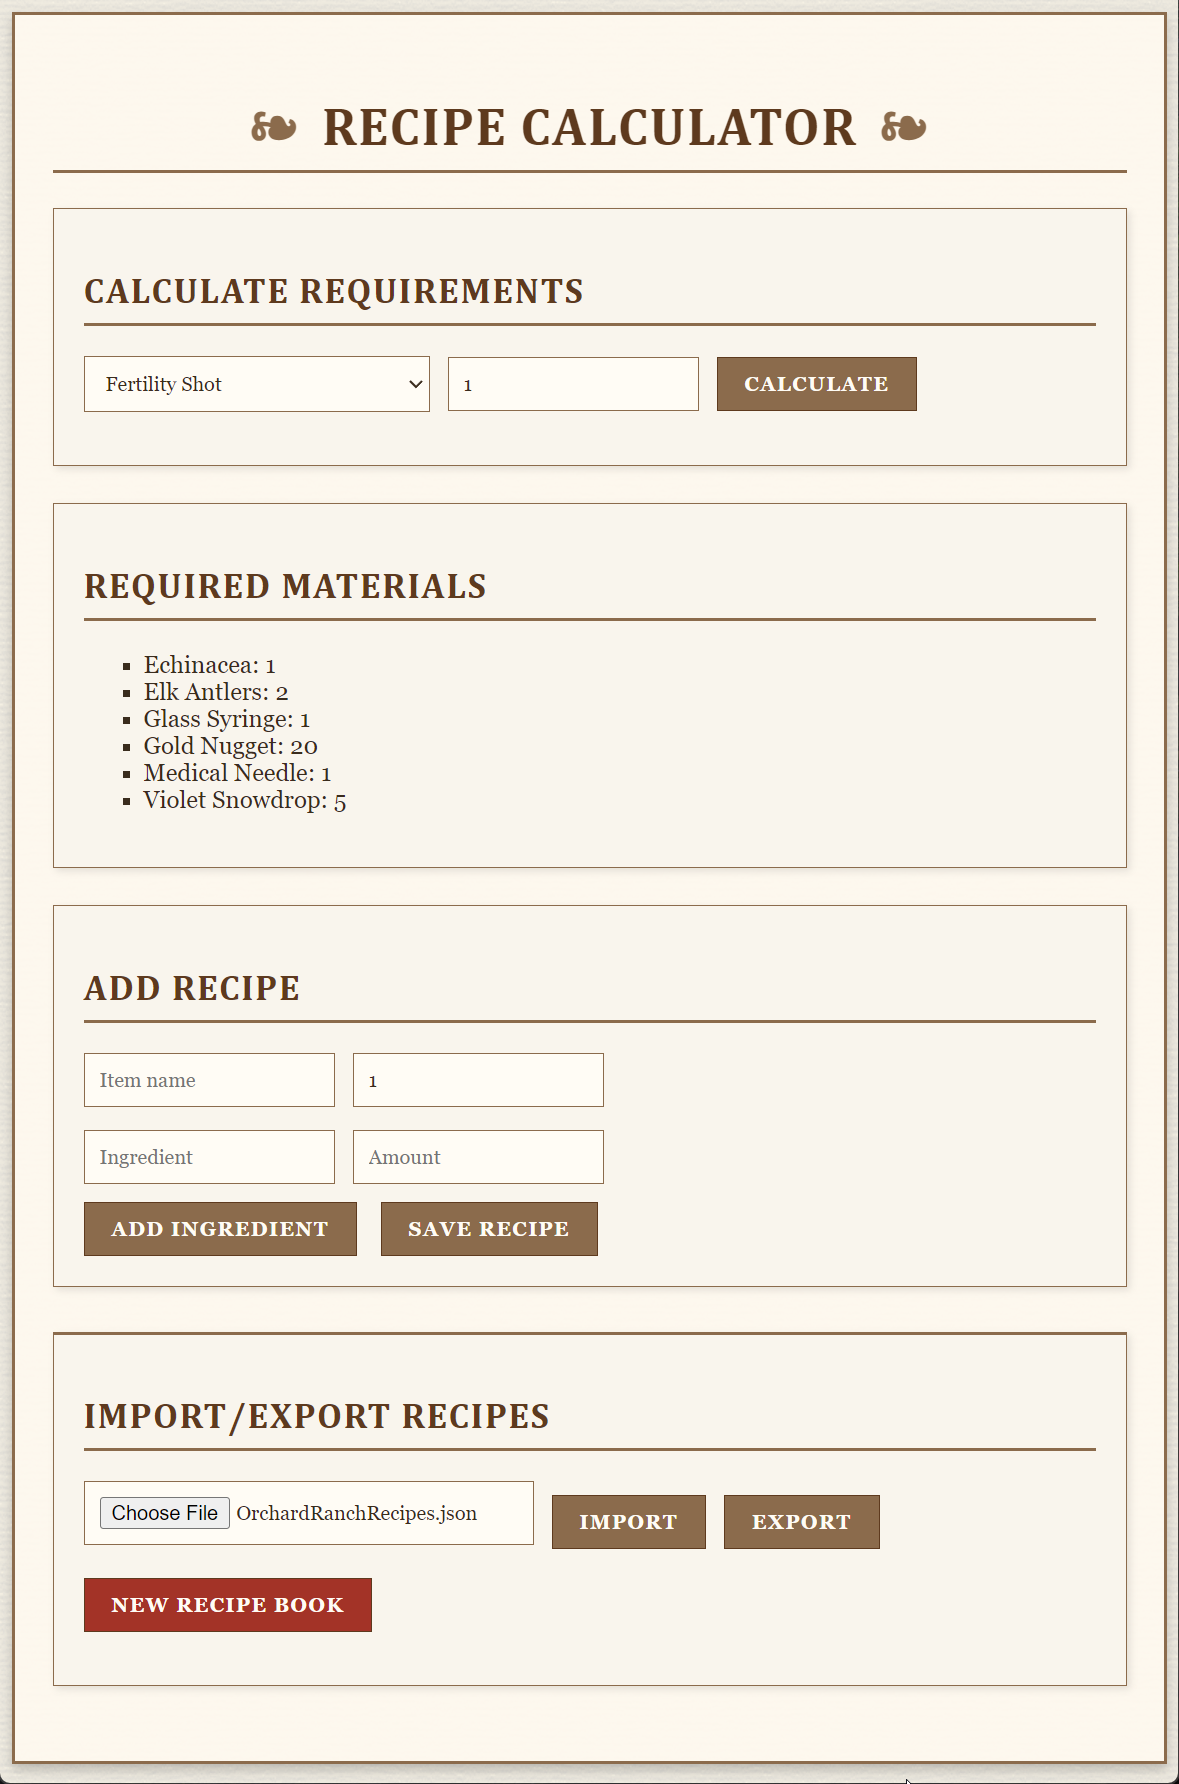 ❧ RECIPE CALCULATOR ❧
CALCULATE REQUIREMENTS
Fertility Shot 1 CALCULATE
REQUIRED MATERIALS
▪ Echinacea: 1
▪ Elk Antlers: 2
▪ Glass Syringe: 1
▪ Gold Nugget: 20
▪ Medical Needle: 1
▪ Violet Snowdrop: 5
ADD RECIPE
Item name 1
Ingredient Amount
ADD INGREDIENT SAVE RECIPE
IMPORT/EXPORT RECIPES
Choose File OrchardRanchRecipes.json IMPORT EXPORT
NEW RECIPE BOOK